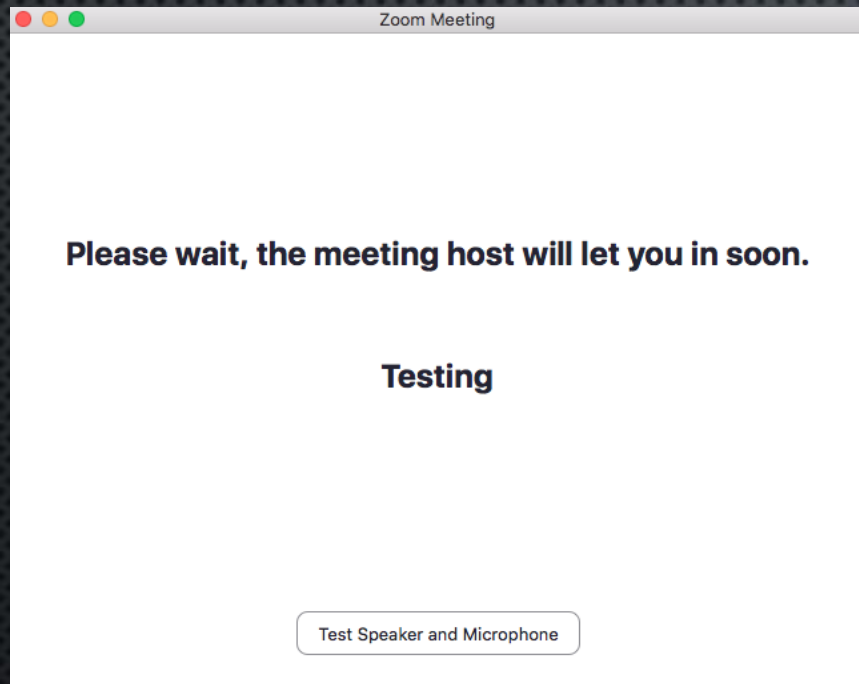 Zoom Meeting
Please wait, the meeting host will let you in soon.
Testing
Test Speaker and Microphone